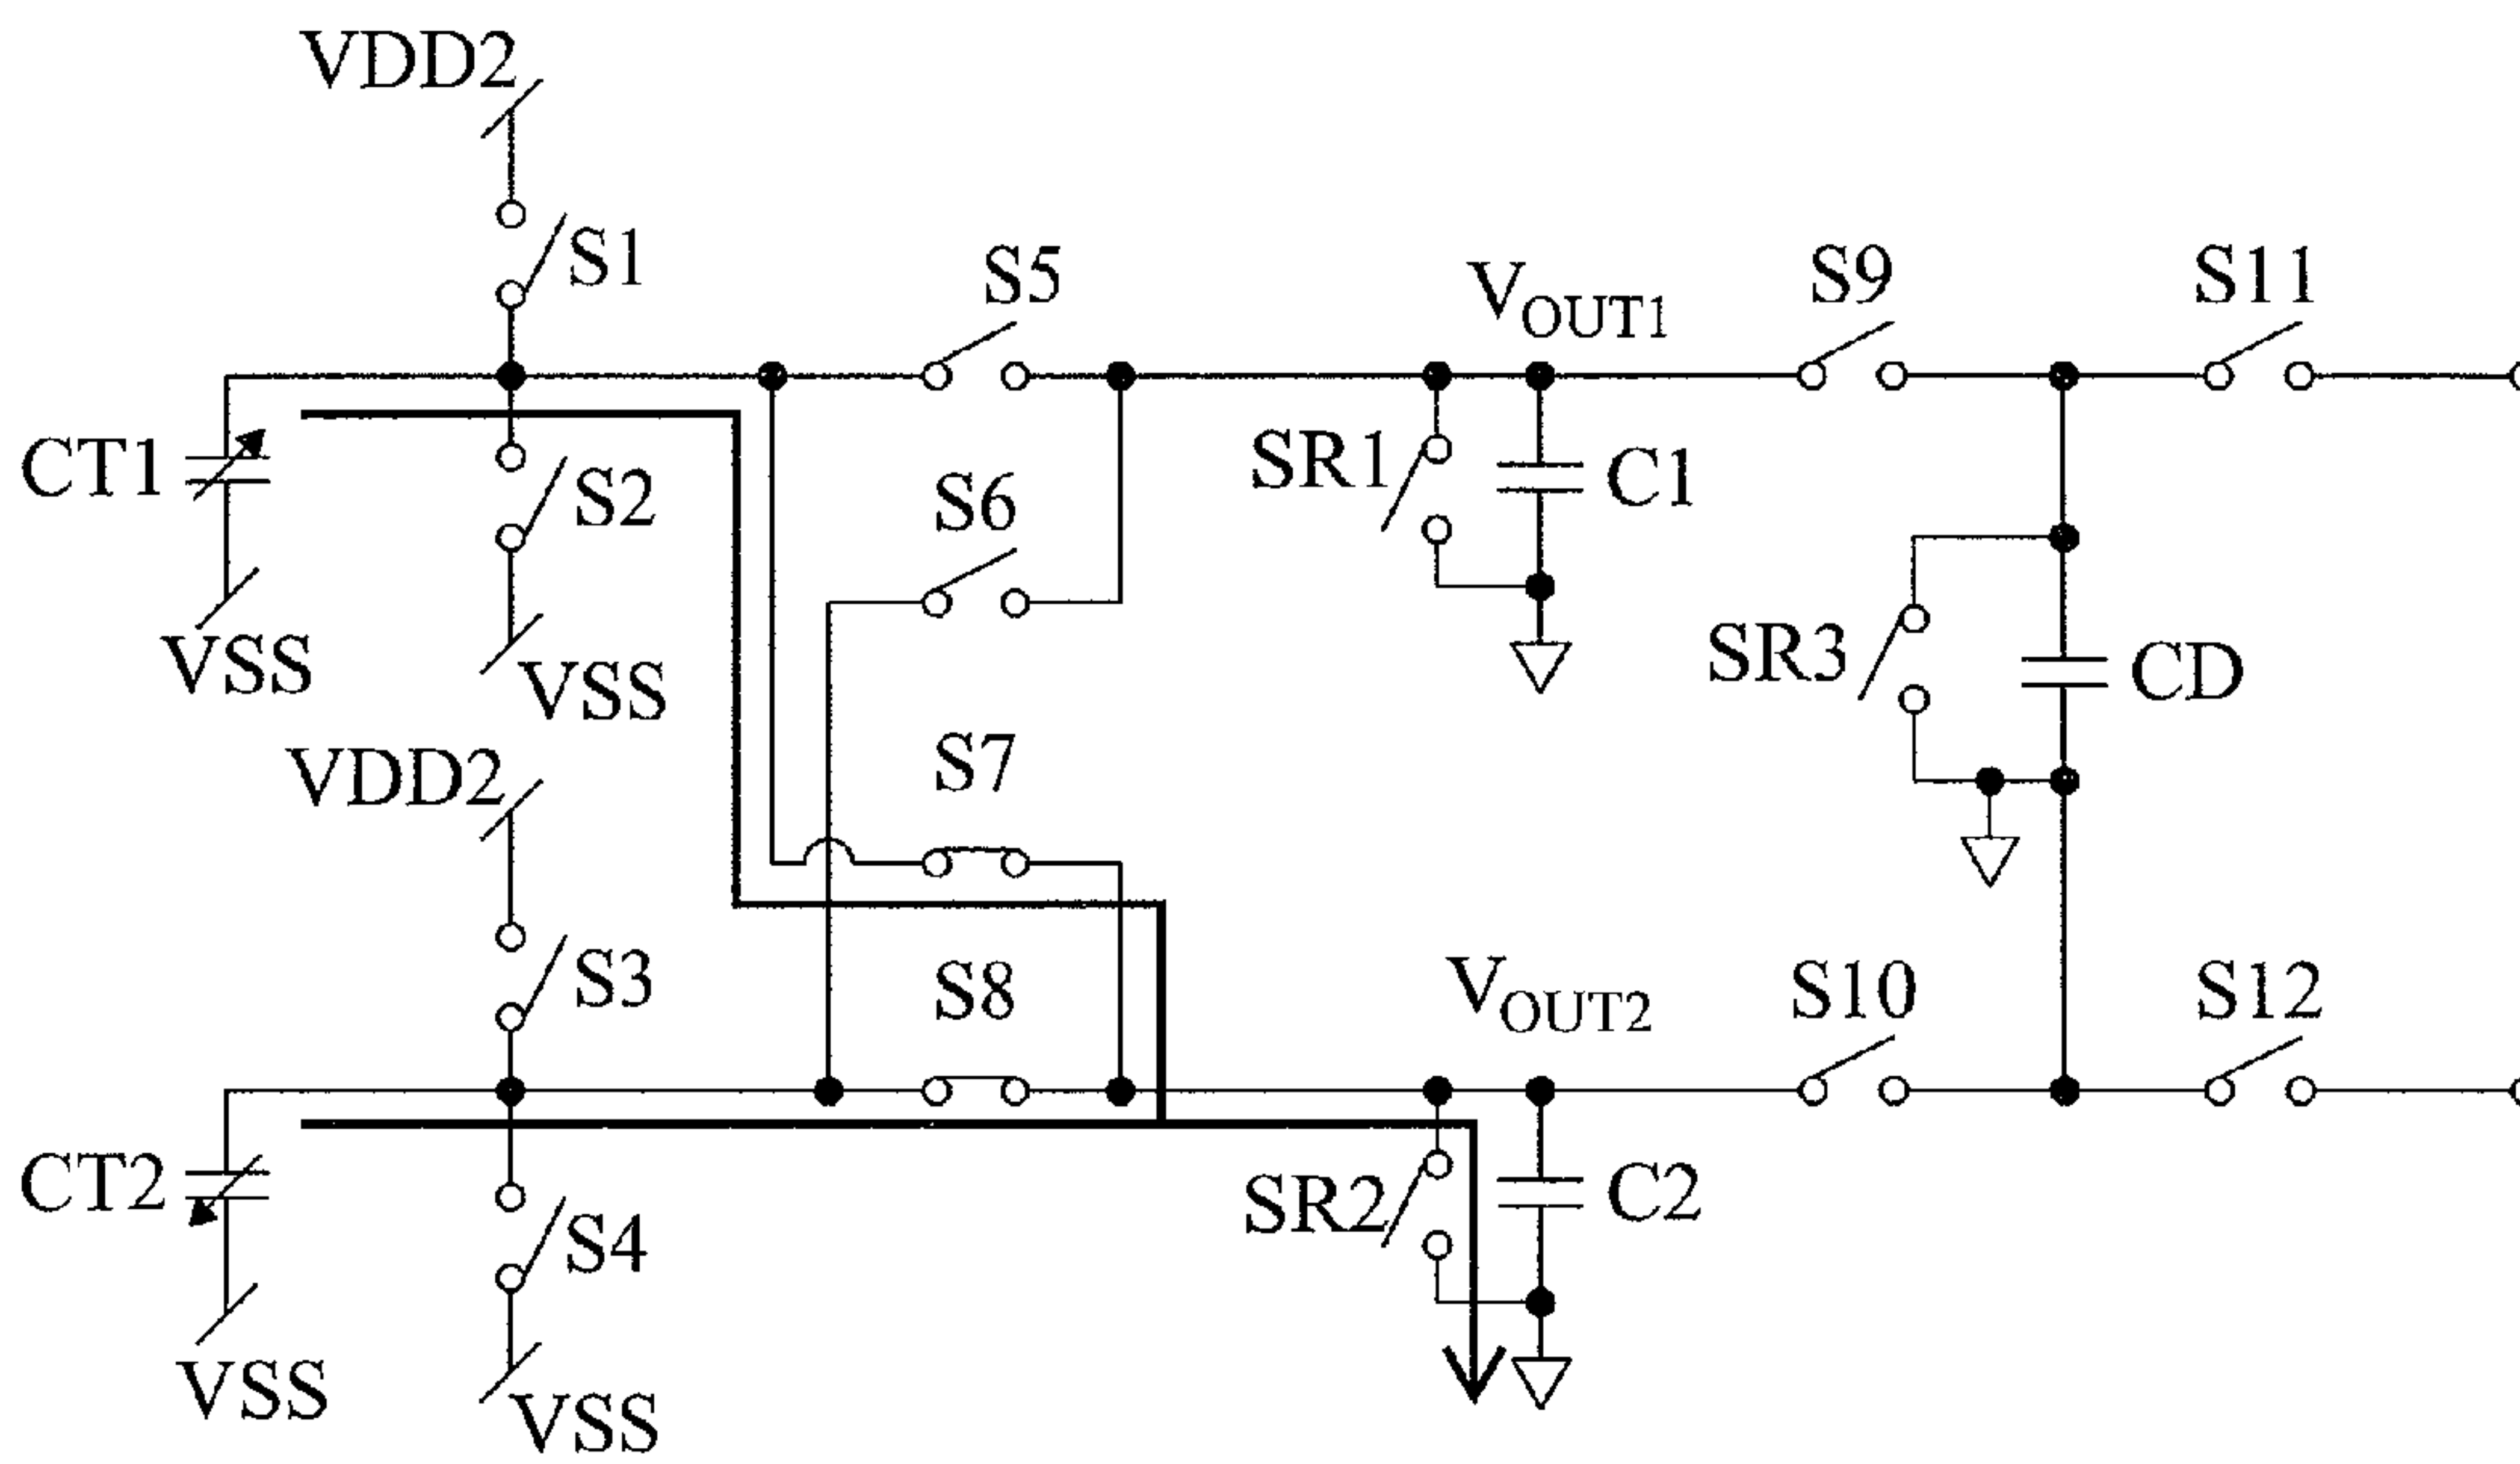 VDD2
S1
S5
VOUT1
S9
S11
CT1
S2
S6
SR1
C1
VSS
VSS
SR3
CD
VDD2
S7
S3
S8
VOUT2
S10
S12
CT2
S4
SR2
C2
VSS
VSS